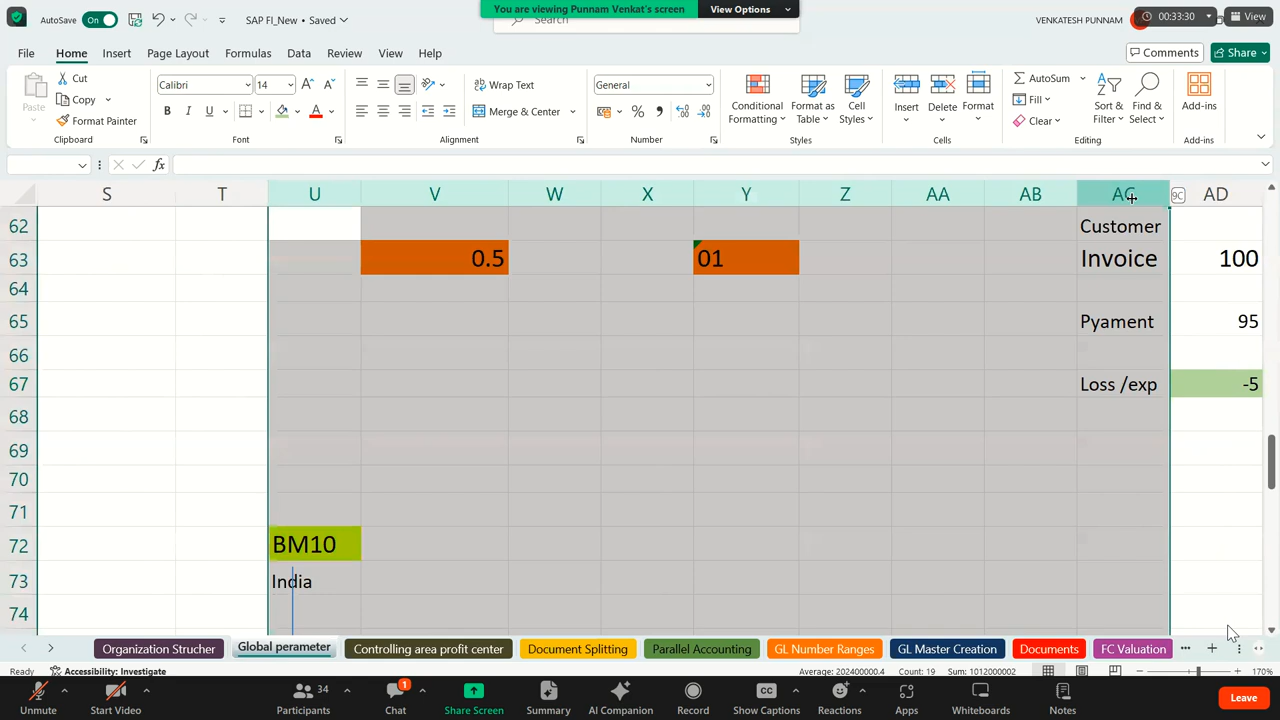 You are viewing Punnam Venkat's screen
View Options
AutoSave On
SAP FI_New • Saved
Search
VENKATESH PUNNAM
00:33:30
View
File Home Insert Page Layout Formulas Data Review View Help
Comments
Share
Paste
Cut
Copy
Format Painter
Clipboard
Calibri 14
B I U
Font
Wrap Text
Merge & Center
Alignment
General
Number
Conditional Formatting
Format as Table
Cell Styles
Styles
Insert
Delete
Format
Cells
AutoSum
Fill
Clear
Sort & Filter
Find & Select
Editing
Add-ins
Add-ins
fx
S T U V W X Y Z AA AB AC 9C AD
62 Customer
63 0.5 01 Invoice 100
64
65 Pyament 95
66
67 Loss /exp -5
68
69
70
71
72 BM10
73 India
74
Organization Strucher Global perameter Controlling area profit center Document Splitting Parallel Accounting GL Number Ranges GL Master Creation Documents FC Valuation
Ready Accessibility: Investigate Average: 202400000.4 Count: 19 Sum: 1012000002 170%
Unmute Start Video 34 Participants 1 Chat Share Screen Summary AI Companion Record CC Show Captions Reactions Apps Whiteboards Notes Leave